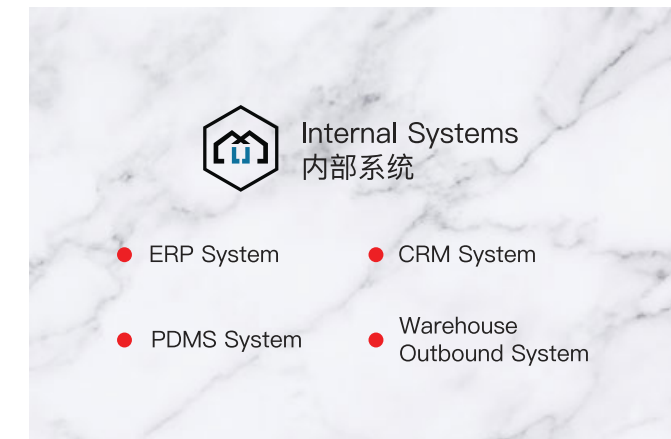 Internal Systems
内部系统
ERP System
CRM System
PDMS System
Warehouse
Outbound System